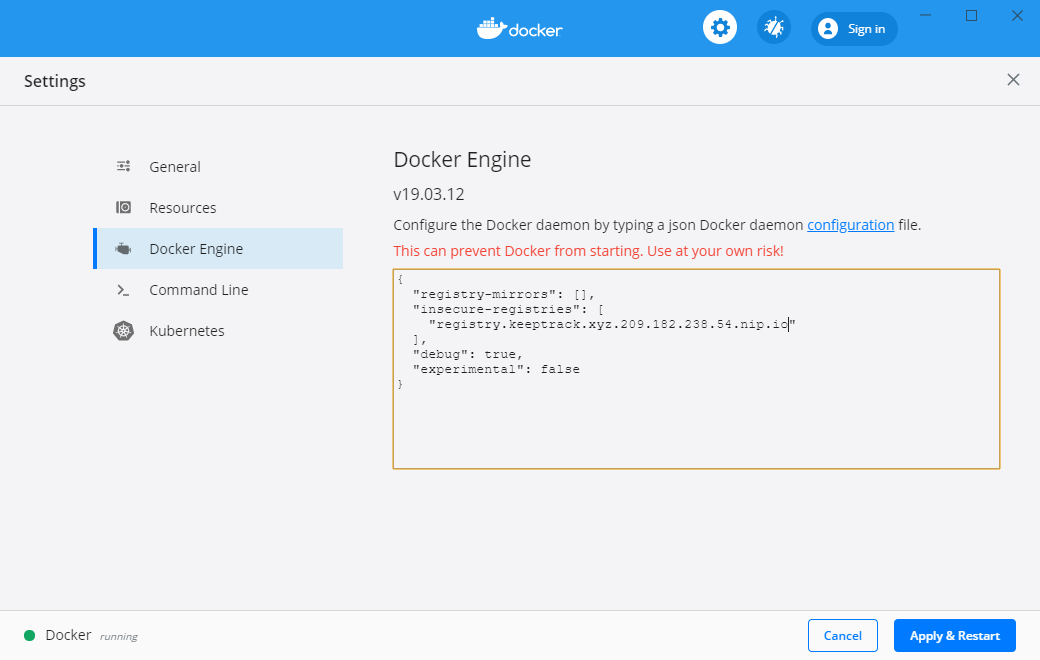 docker
Sign in
Settings
General
Resources
Docker Engine
Command Line
Kubernetes
Docker Engine
v19.03.12
Configure the Docker daemon by typing a json Docker daemon configuration file.
This can prevent Docker from starting. Use at your own risk!
{
"registry-mirrors": [],
"insecure-registries": [
"registry.keeptrack.xyz.209.182.238.54.nip.io"
],
"debug": true,
"experimental": false
}
Docker running
Cancel
Apply & Restart